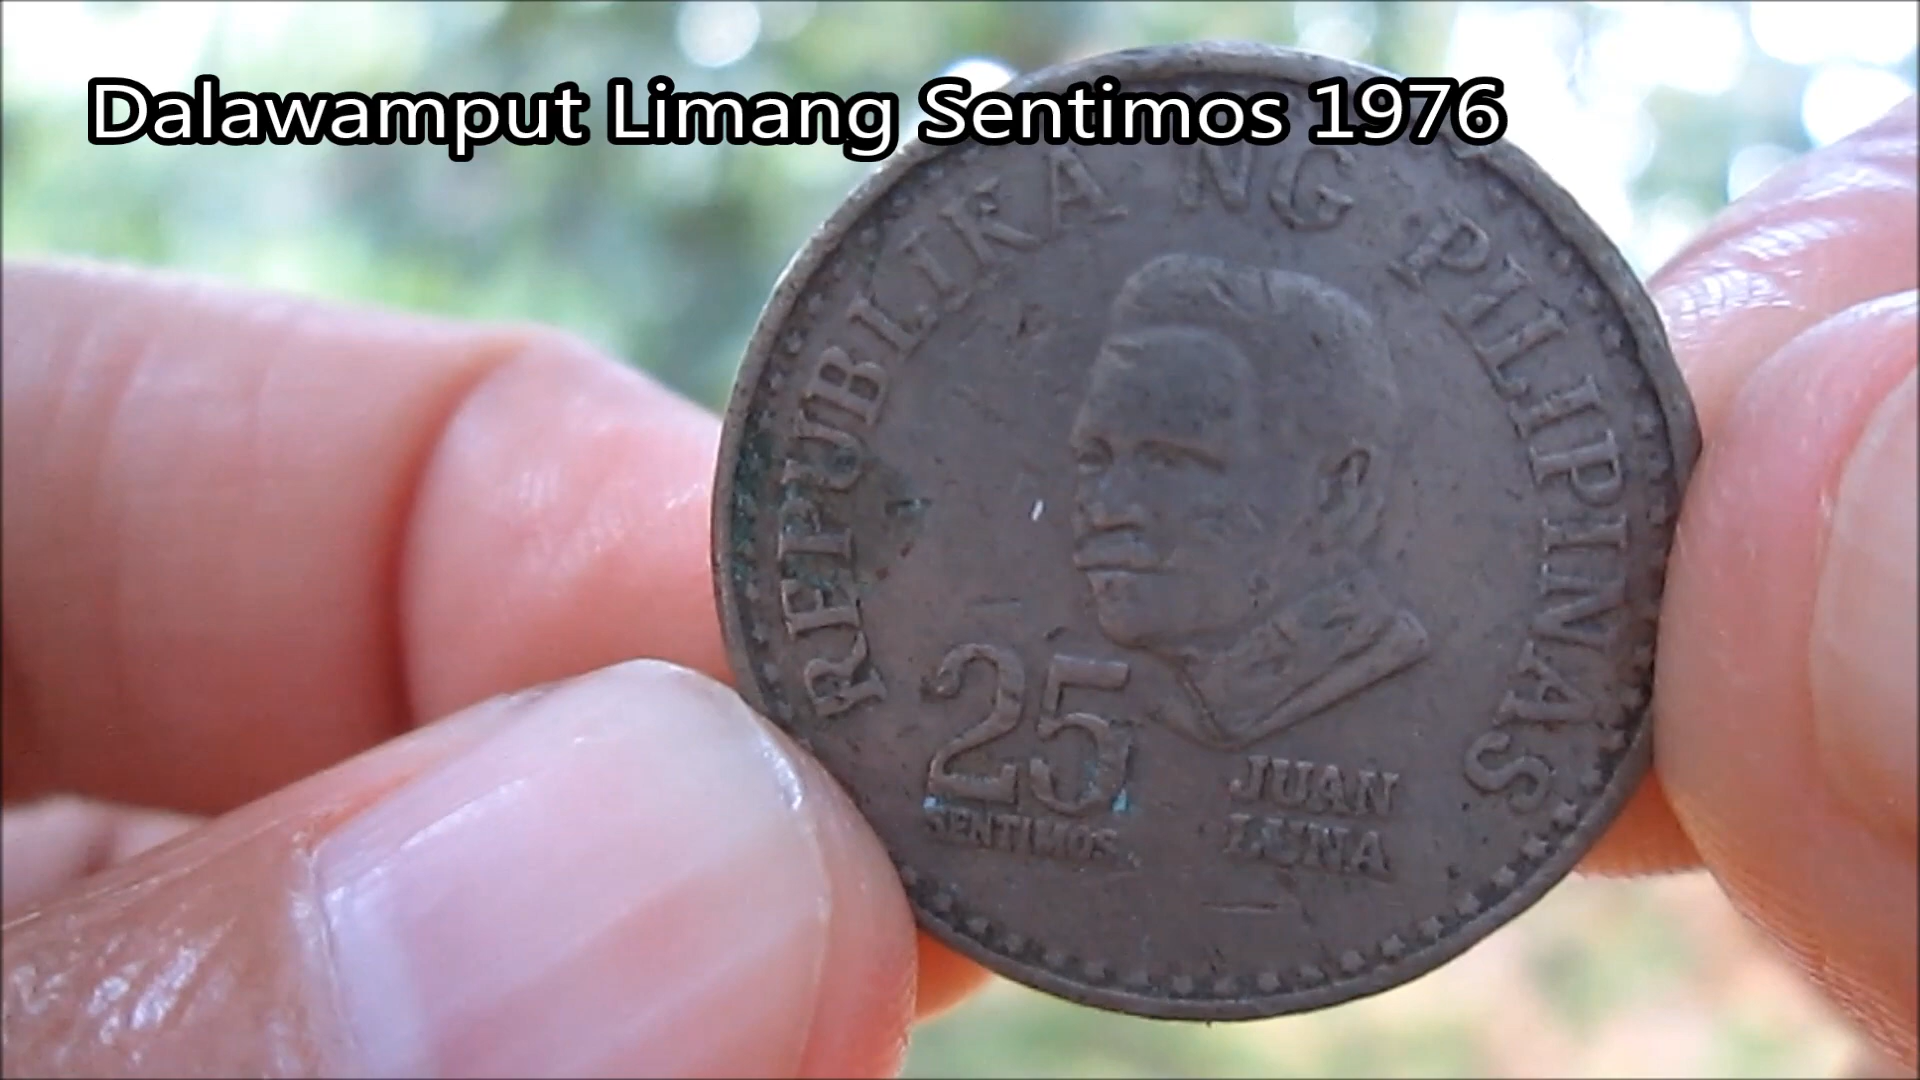 Dalawamput Limang Sentimos 1976
REPUBLIKA NG PILIPINAS
25
SENTIMOS
JUAN
LUNA